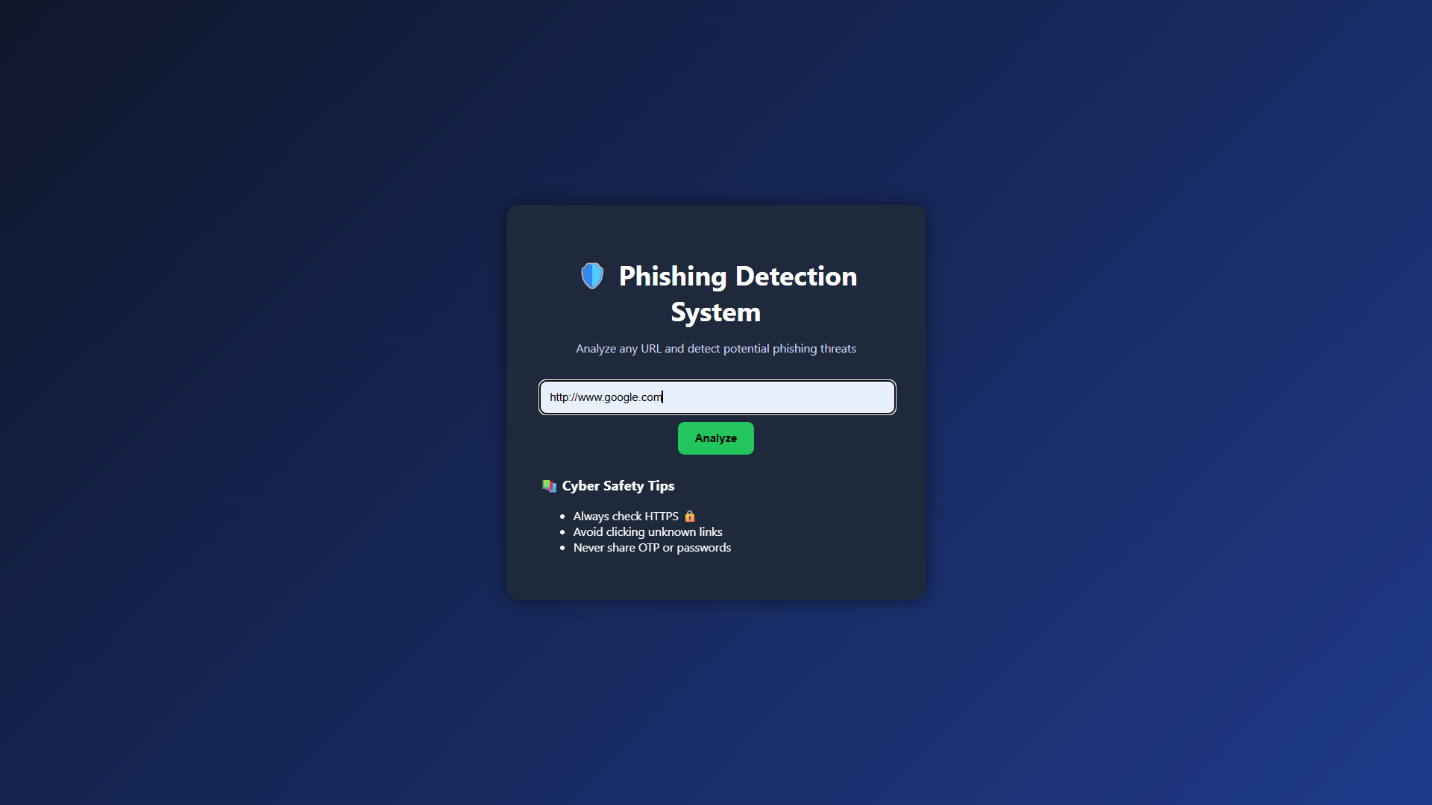 🛡️ Phishing Detection
System
Analyze any URL and detect potential phishing threats
http://www.google.com
Analyze
📚 Cyber Safety Tips
• Always check HTTPS 🔒
• Avoid clicking unknown links
• Never share OTP or passwords